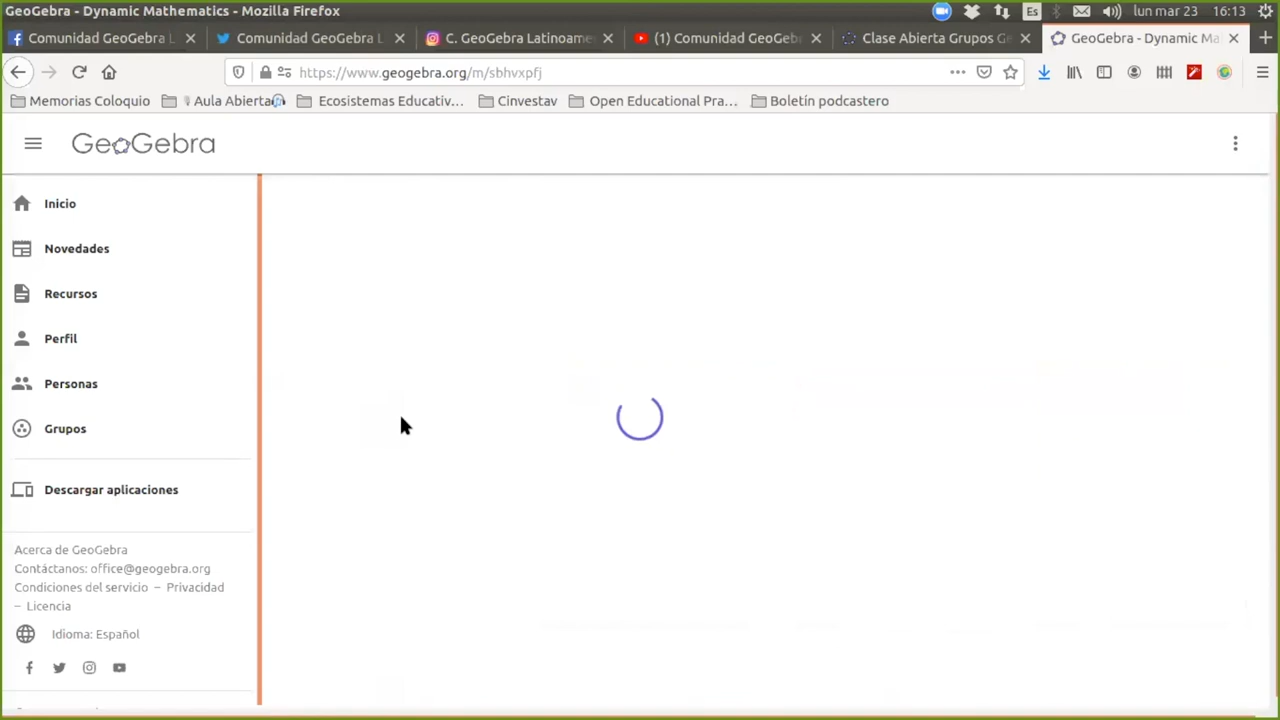 GeoGebra - Dynamic Mathematics - Mozilla Firefox
Es
lun mar 23
16:13
Comunidad GeoGebra L
Comunidad GeoGebra L
C. GeoGebra Latinoame
(1) Comunidad GeoGeb
Clase Abierta Grupos Ge
GeoGebra - Dynamic Ma
https://www.geogebra.org/m/sbhvxpfj
Memorias Coloquio
Aula Abierta
Ecosistemas Educativ...
Cinvestav
Open Educational Pra...
Boletín podcastero
GeoGebra
Inicio
Novedades
Recursos
Perfil
Personas
Grupos
Descargar aplicaciones
Acerca de GeoGebra
Contáctanos: office@geogebra.org
Condiciones del servicio – Privacidad
– Licencia
Idioma: Español